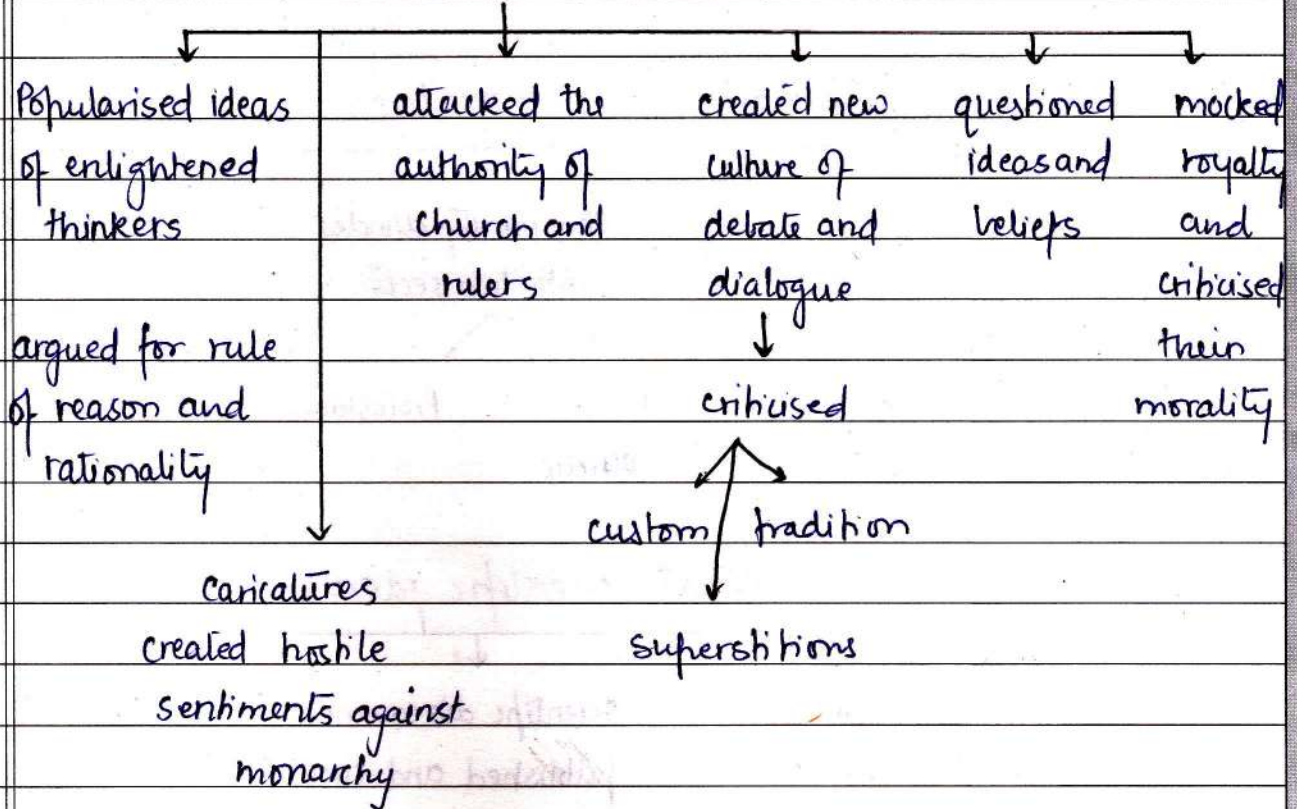 Popularised ideas
of enlightened
thinkers
argued for rule
of reason and
rationality
caricatures
created hostile
sentiments against
monarchy
attacked the
authority of
church and
rulers
created new
culture of
debate and
dialogue
criticised
custom tradition
superstitions
questioned
ideas and
beliefs
mocked
royalty
and
criticised
their
morality